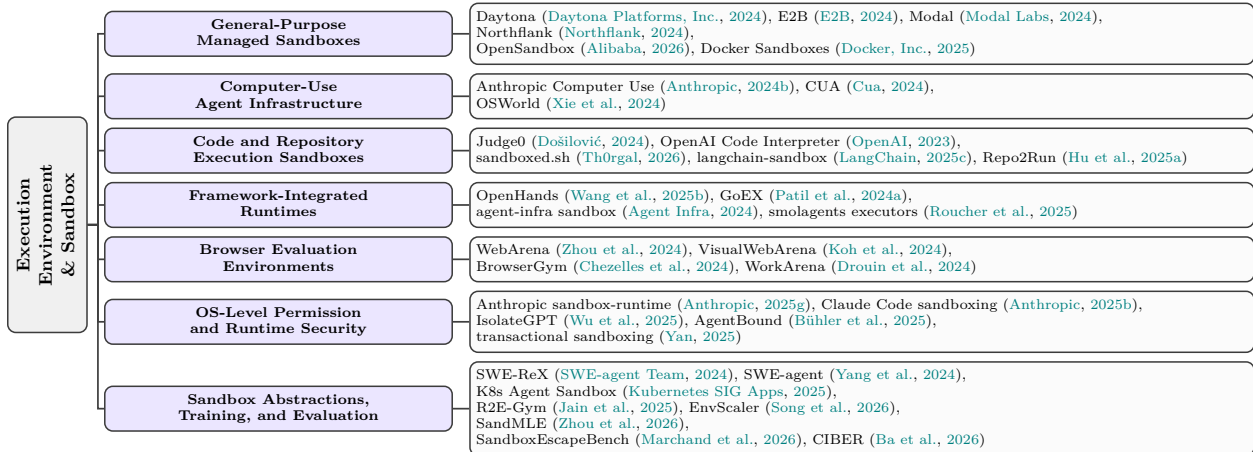 Execution
Environment
& Sandbox
General-Purpose
Managed Sandboxes
Daytona (Daytona Platforms, Inc., 2024), E2B (E2B, 2024), Modal (Modal Labs, 2024),
Northflank (Northflank, 2024),
OpenSandbox (Alibaba, 2026), Docker Sandboxes (Docker, Inc., 2025)
Computer-Use
Agent Infrastructure
Anthropic Computer Use (Anthropic, 2024b), CUA (Cua, 2024),
OSWorld (Xie et al., 2024)
Code and Repository
Execution Sandboxes
Judge0 (Došilović, 2024), OpenAI Code Interpreter (OpenAI, 2023),
sandboxed.sh (Th0rgal, 2026), langchain-sandbox (LangChain, 2025c), Repo2Run (Hu et al., 2025a)
Framework-Integrated
Runtimes
OpenHands (Wang et al., 2025b), GoEX (Patil et al., 2024a),
agent-infra sandbox (Agent Infra, 2024), smolagents executors (Roucher et al., 2025)
Browser Evaluation
Environments
WebArena (Zhou et al., 2024), VisualWebArena (Koh et al., 2024),
BrowserGym (Chezelles et al., 2024), WorkArena (Drouin et al., 2024)
OS-Level Permission
and Runtime Security
Anthropic sandbox-runtime (Anthropic, 2025g), Claude Code sandboxing (Anthropic, 2025b),
IsolateGPT (Wu et al., 2025), AgentBound (Bühler et al., 2025),
transactional sandboxing (Yan, 2025)
Sandbox Abstractions,
Training, and Evaluation
SWE-ReX (SWE-agent Team, 2024), SWE-agent (Yang et al., 2024),
K8s Agent Sandbox (Kubernetes SIG Apps, 2025),
R2E-Gym (Jain et al., 2025), EnvScaler (Song et al., 2026),
SandMLE (Zhou et al., 2026),
SandboxEscapeBench (Marchand et al., 2026), CIBER (Ba et al., 2026)